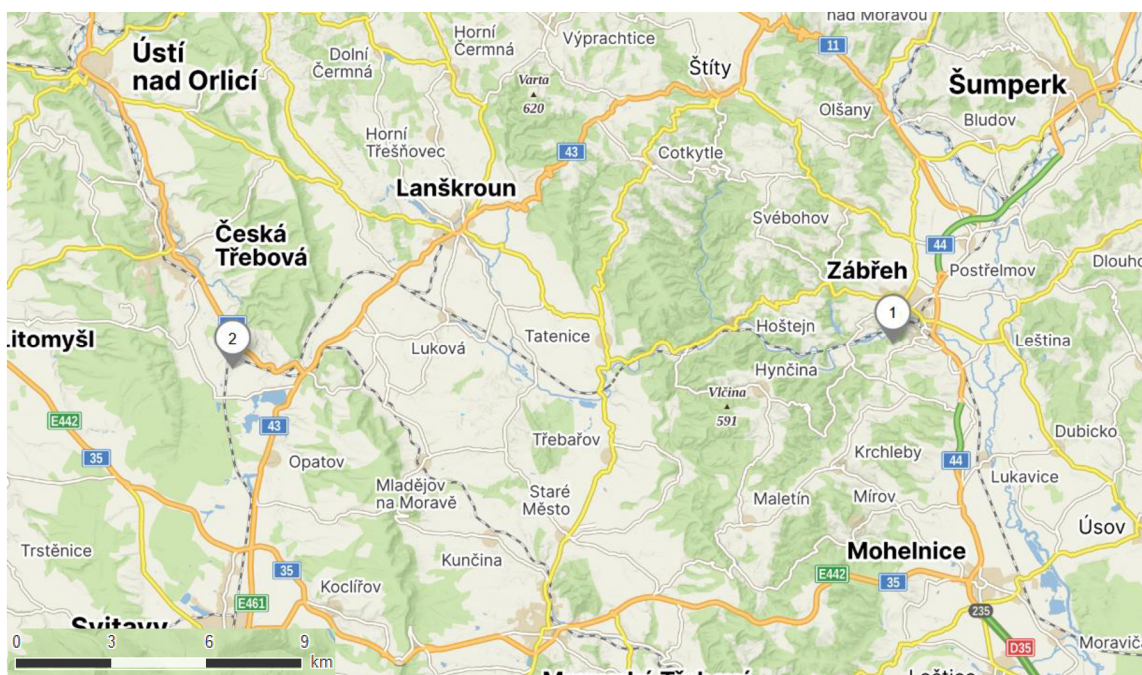 nad Moravou
11
Horní
Čermná
Výprachtice
Ústí
nad Orlicí
Dolní
Čermná
Štíty
Varta
620
Šumperk
Olšany
Bludov
Horní
Třešňovec
43
Cotkytle
Lanškroun
Svébohov
Česká
Třebová
44
Zábřeh
Postřelmov
Dlouho
1
2
Litomyšl
Tatenice
Hoštejn
Luková
Leština
Hynčina
Vlčina
591
E442
43
35
Třebařov
Dubicko
Opatov
Krchleby
44
Mladějov
na Moravě
Lukavice
Staré
Město
Maletín
Mírov
Úsov
Trstěnice
Kunčina
Mohelnice
35
Koclířov
E442
35
E461
235
Svitavy
D35
Moravič
0 3 6 9
km